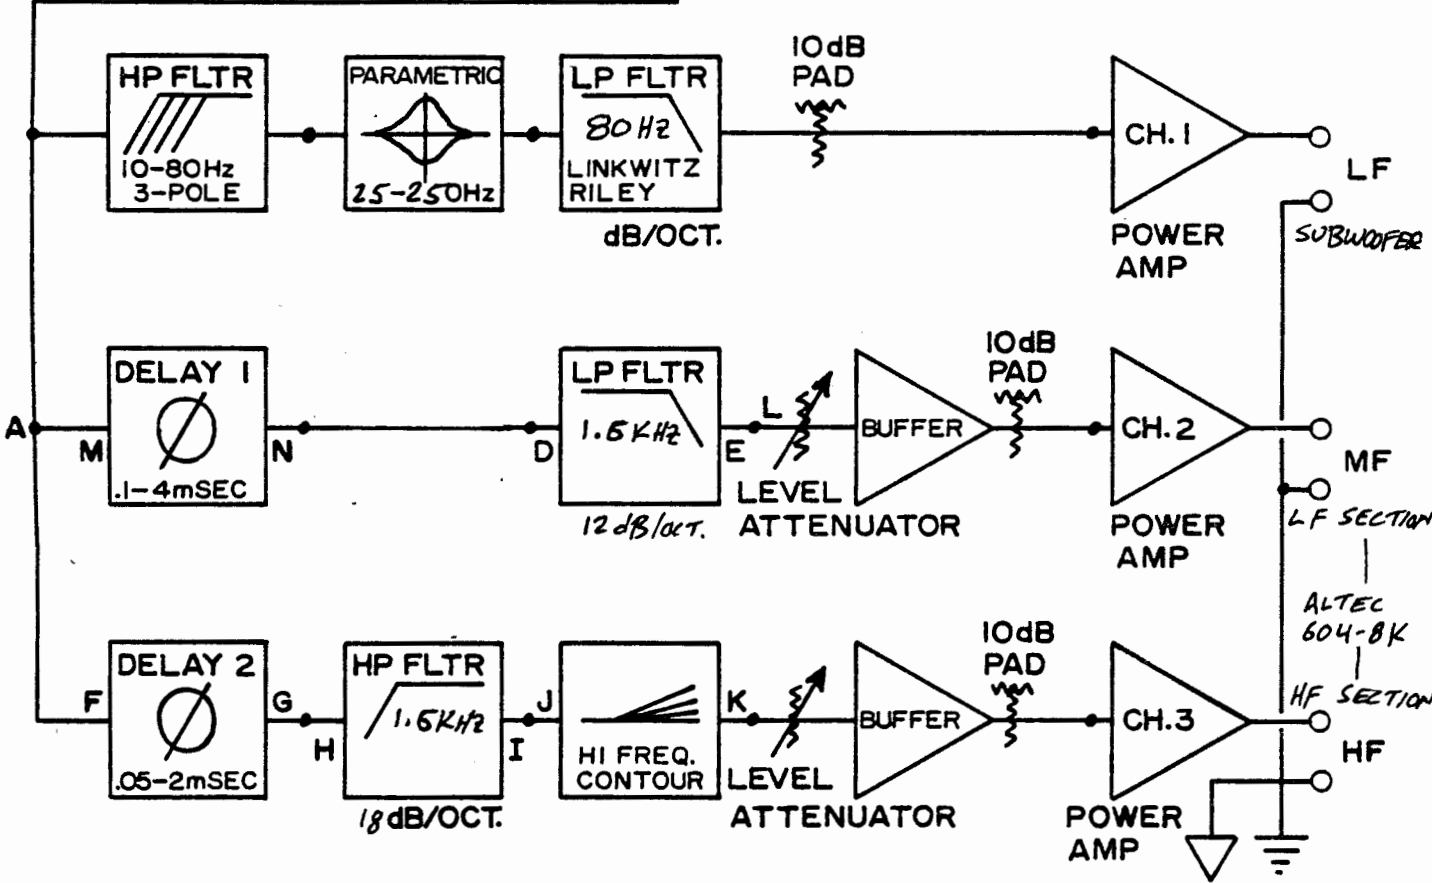 10dB
PAD
HP FLTR
10-80Hz
3-POLE
PARAMETRIC
25-250Hz
LP FLTR
80Hz
LINKWITZ
RILEY
dB/OCT.
CH.1
POWER
AMP
LF
SUBWOOFER
A
M
DELAY 1
.1-4mSEC
N
D
LP FLTR
1.6KHz
12dB/OCT.
E
L
LEVEL
ATTENUATOR
BUFFER
10dB
PAD
CH.2
POWER
AMP
MF
LF SECTION
ALTEC
604-8K
HF SECTION
F
DELAY 2
.05-2mSEC
G
H
HP FLTR
1.6KHz
18dB/OCT.
I
J
HI FREQ.
CONTOUR
K
LEVEL
ATTENUATOR
BUFFER
10dB
PAD
CH.3
POWER
AMP
HF